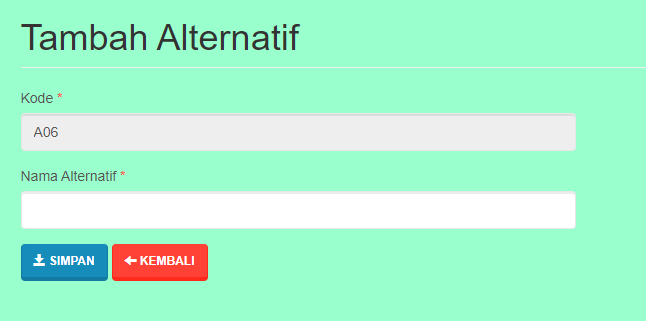 Tambah Alternatif
Kode *
A06
Nama Alternatif *
SIMPAN KEMBALI